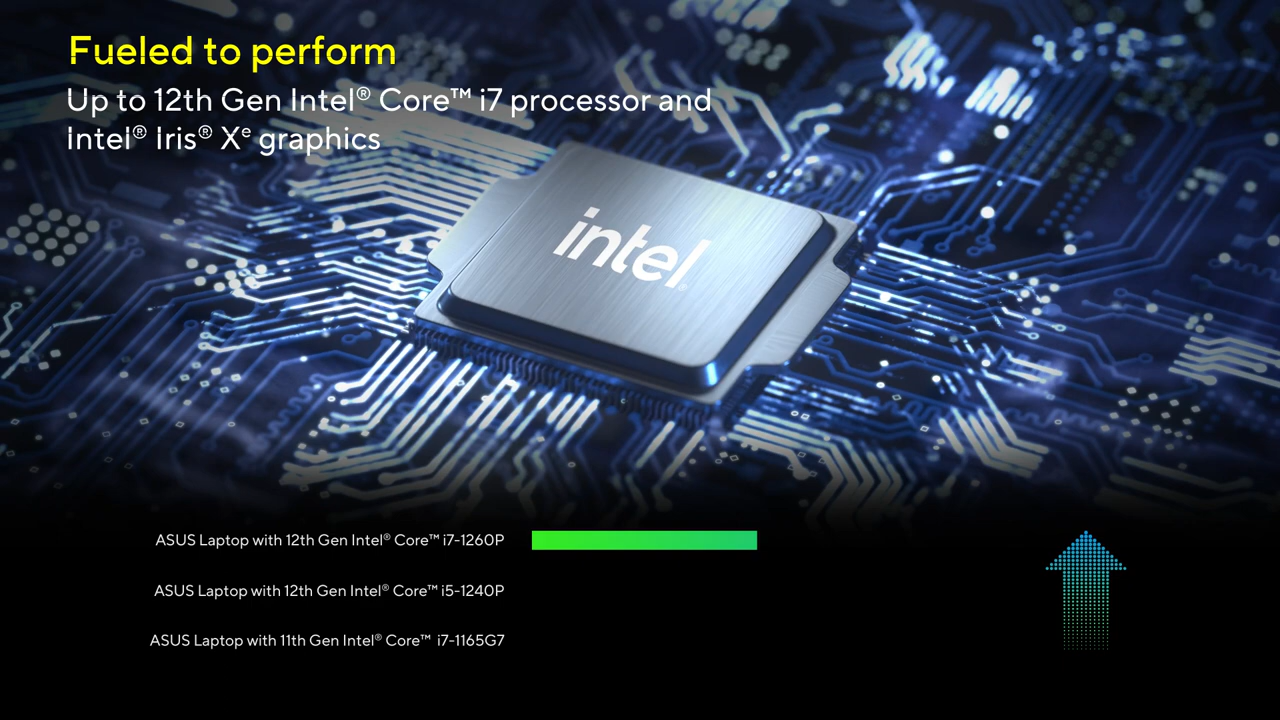 Fueled to perform
Up to 12th Gen Intel® Core™ i7 processor and
Intel® Iris® Xᵉ graphics
intel®
ASUS Laptop with 12th Gen Intel® Core™ i7-1260P
ASUS Laptop with 12th Gen Intel® Core™ i5-1240P
ASUS Laptop with 11th Gen Intel® Core™ i7-1165G7